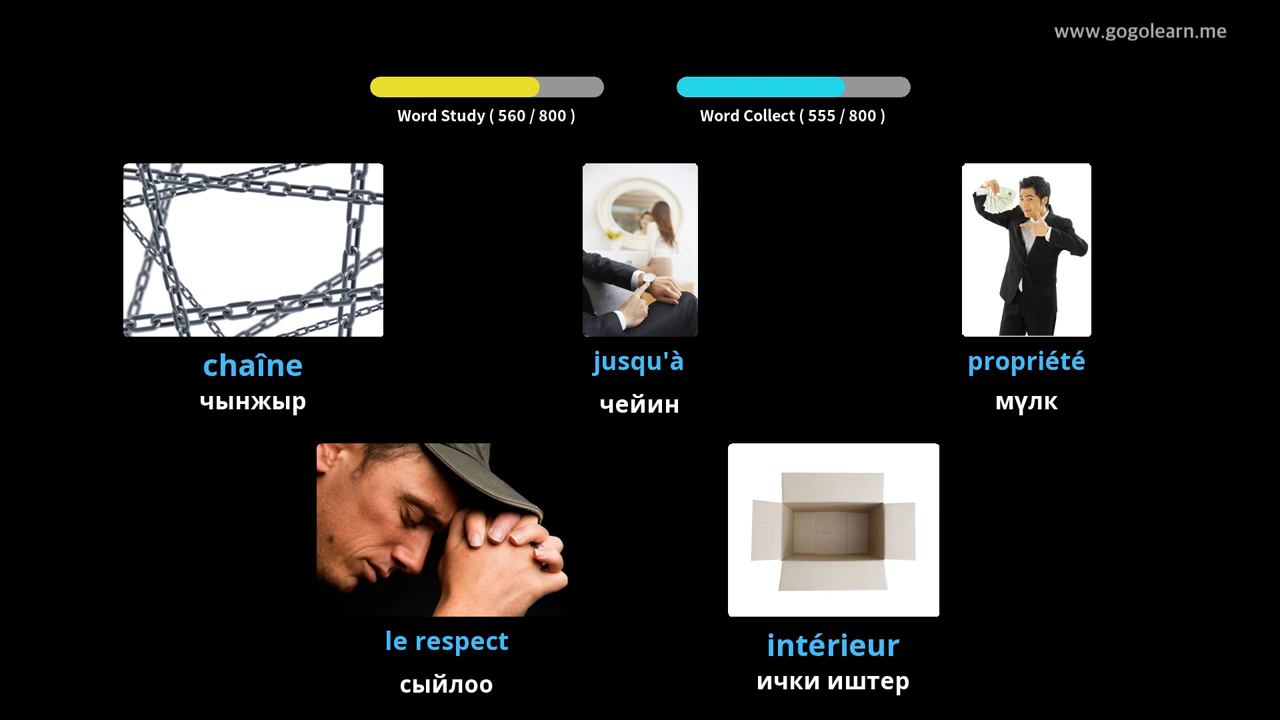 www.gogolearn.me
Word Study ( 560 / 800 )
Word Collect ( 555 / 800 )
chaîne
чынжыр
jusqu'à
чейин
propriété
мүлк
le respect
сыйлоо
intérieur
ички иштер